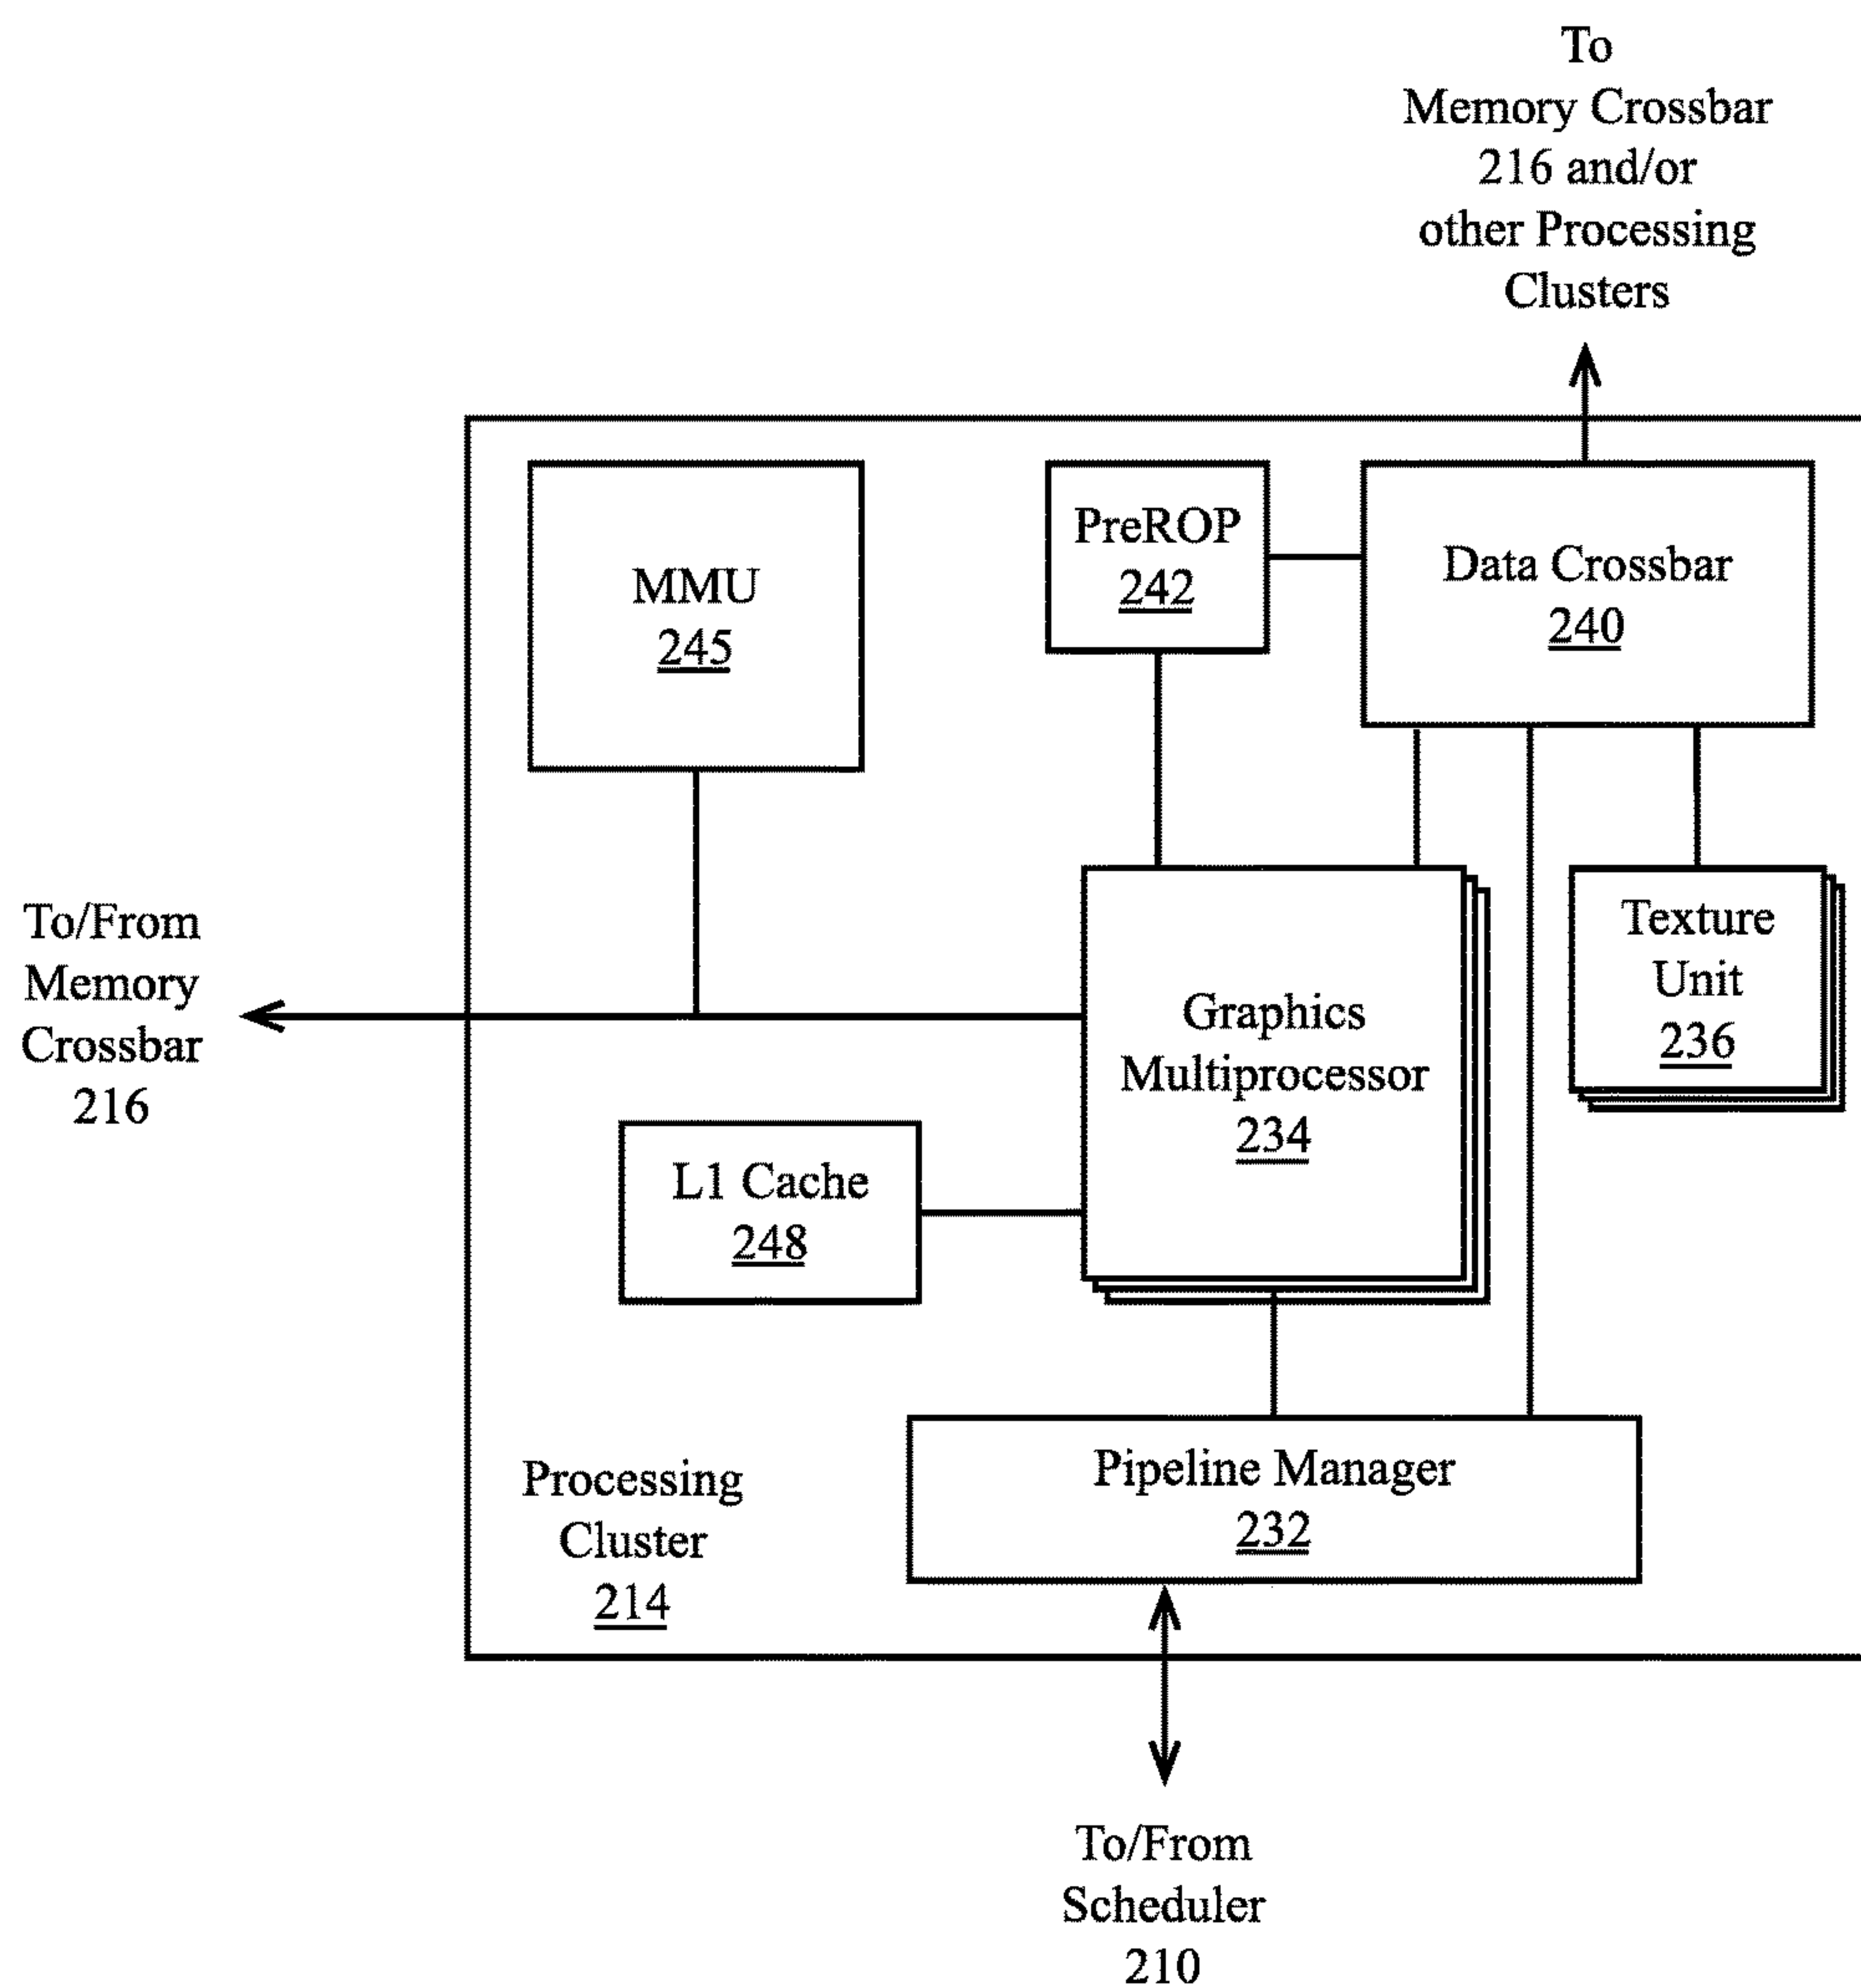 To
Memory Crossbar
216 and/or
other Processing
Clusters
MMU
245
PreROP
242
Data Crossbar
240
To/From
Memory
Crossbar
216
Graphics
Multiprocessor
234
Texture
Unit
236
L1 Cache
248
Pipeline Manager
232
Processing
Cluster
214
To/From
Scheduler
210